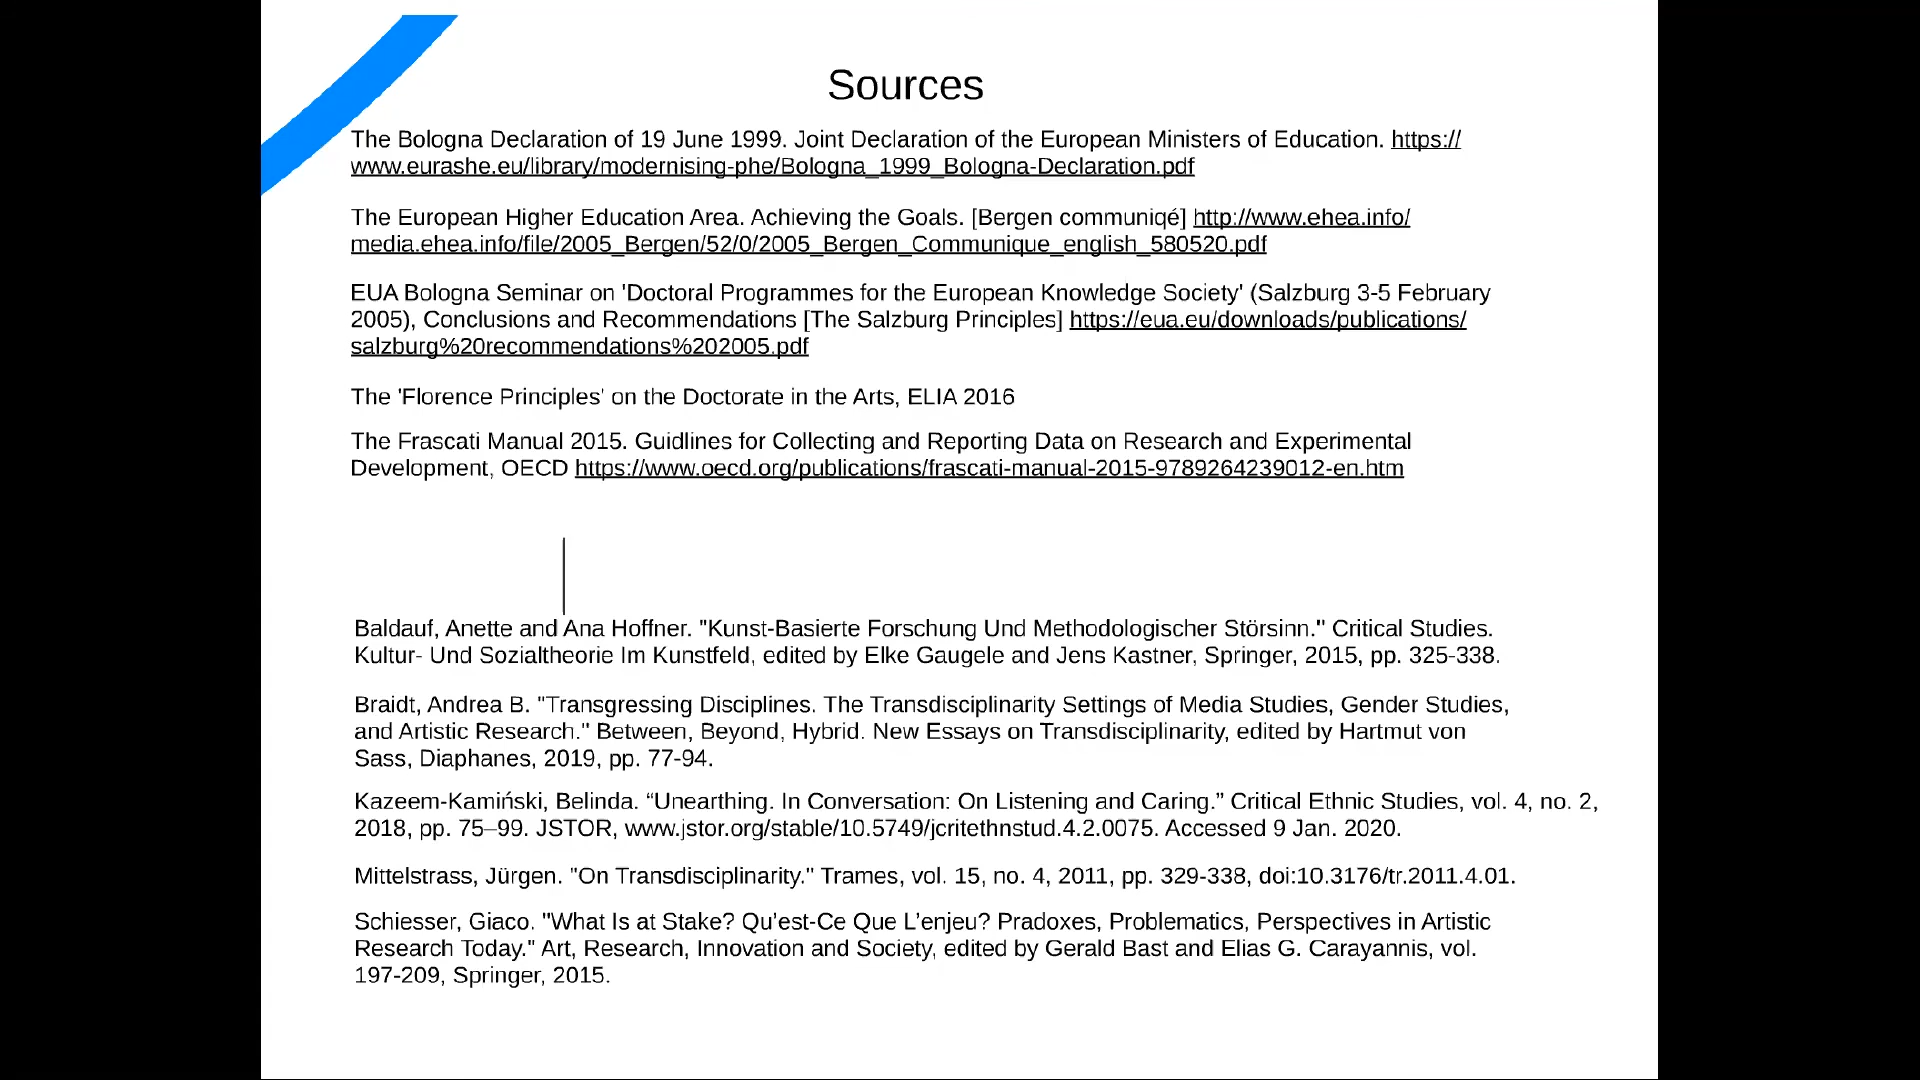 Sources
The Bologna Declaration of 19 June 1999. Joint Declaration of the European Ministers of Education. https://
www.eurashe.eu/library/modernising-phe/Bologna_1999_Bologna-Declaration.pdf
The European Higher Education Area. Achieving the Goals. [Bergen communiqé] http://www.ehea.info/
media.ehea.info/file/2005_Bergen/52/0/2005_Bergen_Communique_english_580520.pdf
EUA Bologna Seminar on 'Doctoral Programmes for the European Knowledge Society' (Salzburg 3-5 February
2005), Conclusions and Recommendations [The Salzburg Principles] https://eua.eu/downloads/publications/
salzburg%20recommendations%202005.pdf
The 'Florence Principles' on the Doctorate in the Arts, ELIA 2016
The Frascati Manual 2015. Guidlines for Collecting and Reporting Data on Research and Experimental
Development, OECD https://www.oecd.org/publications/frascati-manual-2015-9789264239012-en.htm
Baldauf, Anette and Ana Hoffner. "Kunst-Basierte Forschung Und Methodologischer Störsinn." Critical Studies.
Kultur- Und Sozialtheorie Im Kunstfeld, edited by Elke Gaugele and Jens Kastner, Springer, 2015, pp. 325-338.
Braidt, Andrea B. "Transgressing Disciplines. The Transdisciplinarity Settings of Media Studies, Gender Studies,
and Artistic Research." Between, Beyond, Hybrid. New Essays on Transdisciplinarity, edited by Hartmut von
Sass, Diaphanes, 2019, pp. 77-94.
Kazeem-Kamiński, Belinda. “Unearthing. In Conversation: On Listening and Caring.” Critical Ethnic Studies, vol. 4, no. 2,
2018, pp. 75–99. JSTOR, www.jstor.org/stable/10.5749/jcritethnstud.4.2.0075. Accessed 9 Jan. 2020.
Mittelstrass, Jürgen. "On Transdisciplinarity." Trames, vol. 15, no. 4, 2011, pp. 329-338, doi:10.3176/tr.2011.4.01.
Schiesser, Giaco. "What Is at Stake? Qu’est-Ce Que L’enjeu? Pradoxes, Problematics, Perspectives in Artistic
Research Today." Art, Research, Innovation and Society, edited by Gerald Bast and Elias G. Carayannis, vol.
197-209, Springer, 2015.